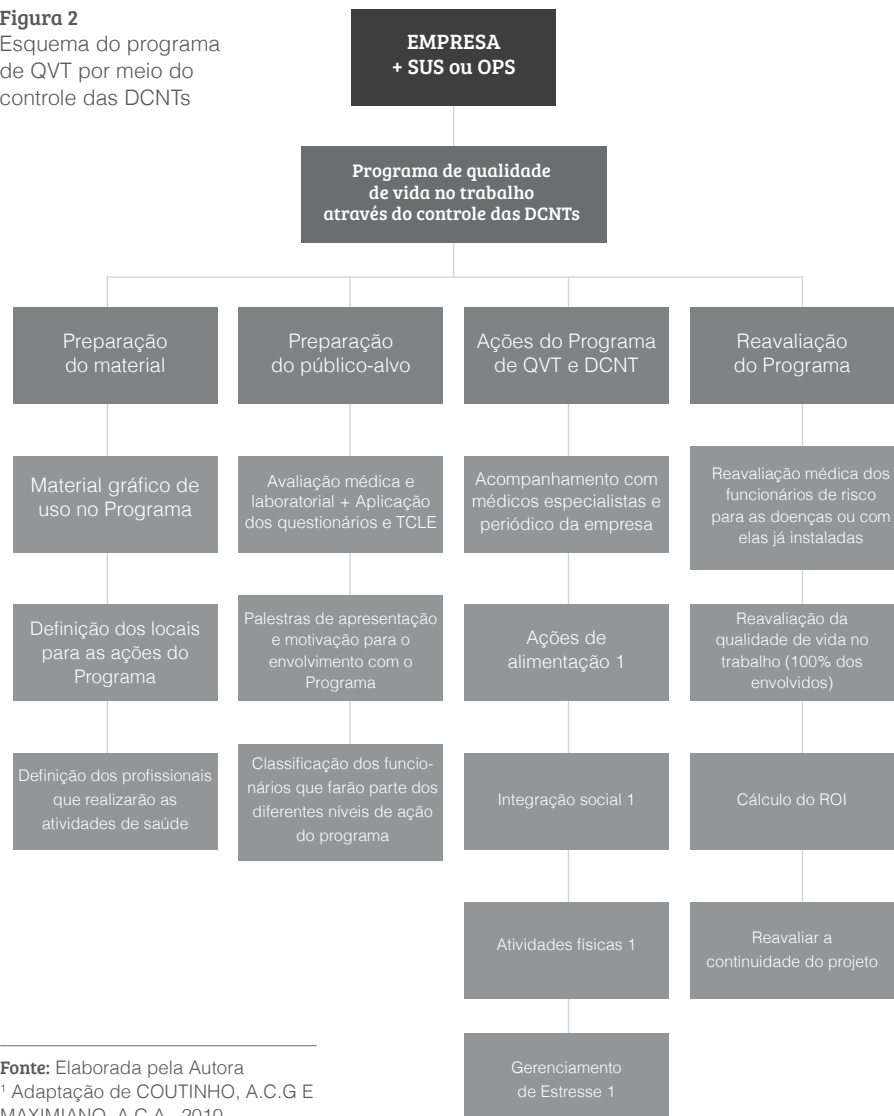 Figura 2
Esquema do programa
de QVT por meio do
controle das DCNTs
EMPRESA
+ SUS ou OPS
Programa de qualidade
de vida no trabalho
através do controle das DCNTs
Preparação
do material
Material gráfico de
uso no Programa
Definição dos locais
para as ações do
Programa
Definição dos profissionais
que realizarão as
atividades de saúde
Preparação
do público-alvo
Avaliação médica e
laboratorial + Aplicação
dos questionários e TCLE
Palestras de apresentação
e motivação para o
envolvimento com o
Programa
Classificação dos funcio-
nários que farão parte dos
diferentes níveis de ação
do programa
Ações do Programa
de QVT e DCNT
Acompanhamento com
médicos especialistas e
periódico da empresa
Ações de
alimentação 1
Integração social 1
Atividades físicas 1
Gerenciamento
de Estresse 1
Reavaliação
do Programa
Reavaliação médica dos
funcionários de risco
para as doenças ou com
elas já instaladas
Reavaliação da
qualidade de vida no
trabalho (100% dos
envolvidos)
Cálculo do ROI
Reavaliar a
continuidade do projeto
Fonte: Elaborada pela Autora
¹ Adaptação de COUTINHO, A.C.G E
MAXIMIANO, A.C.A., 2010